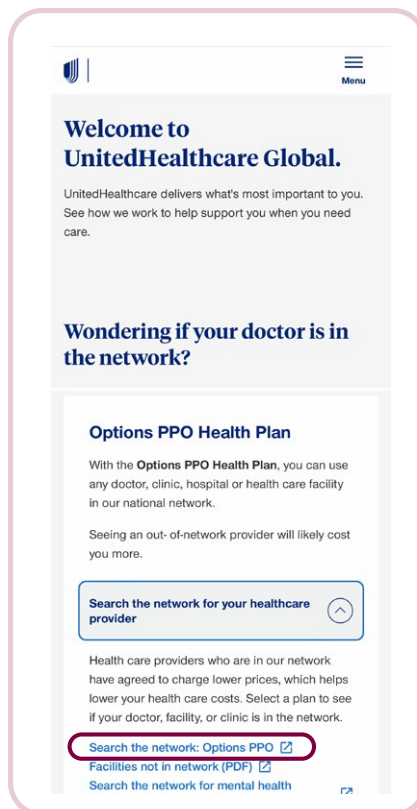 Menu
Welcome to
UnitedHealthcare Global.
UnitedHealthcare delivers what's most important to you.
See how we work to help support you when you need
care.
Wondering if your doctor is in
the network?
Options PPO Health Plan
With the Options PPO Health Plan, you can use
any doctor, clinic, hospital or health care facility
in our national network.
Seeing an out- of-network provider will likely cost
you more.
Search the network for your healthcare
provider
Health care providers who are in our network
have agreed to charge lower prices, which helps
lower your health care costs. Select a plan to see
if your doctor, facility, or clinic is in the network.
Search the network: Options PPO
Facilities not in network (PDF)
Search the network for mental health